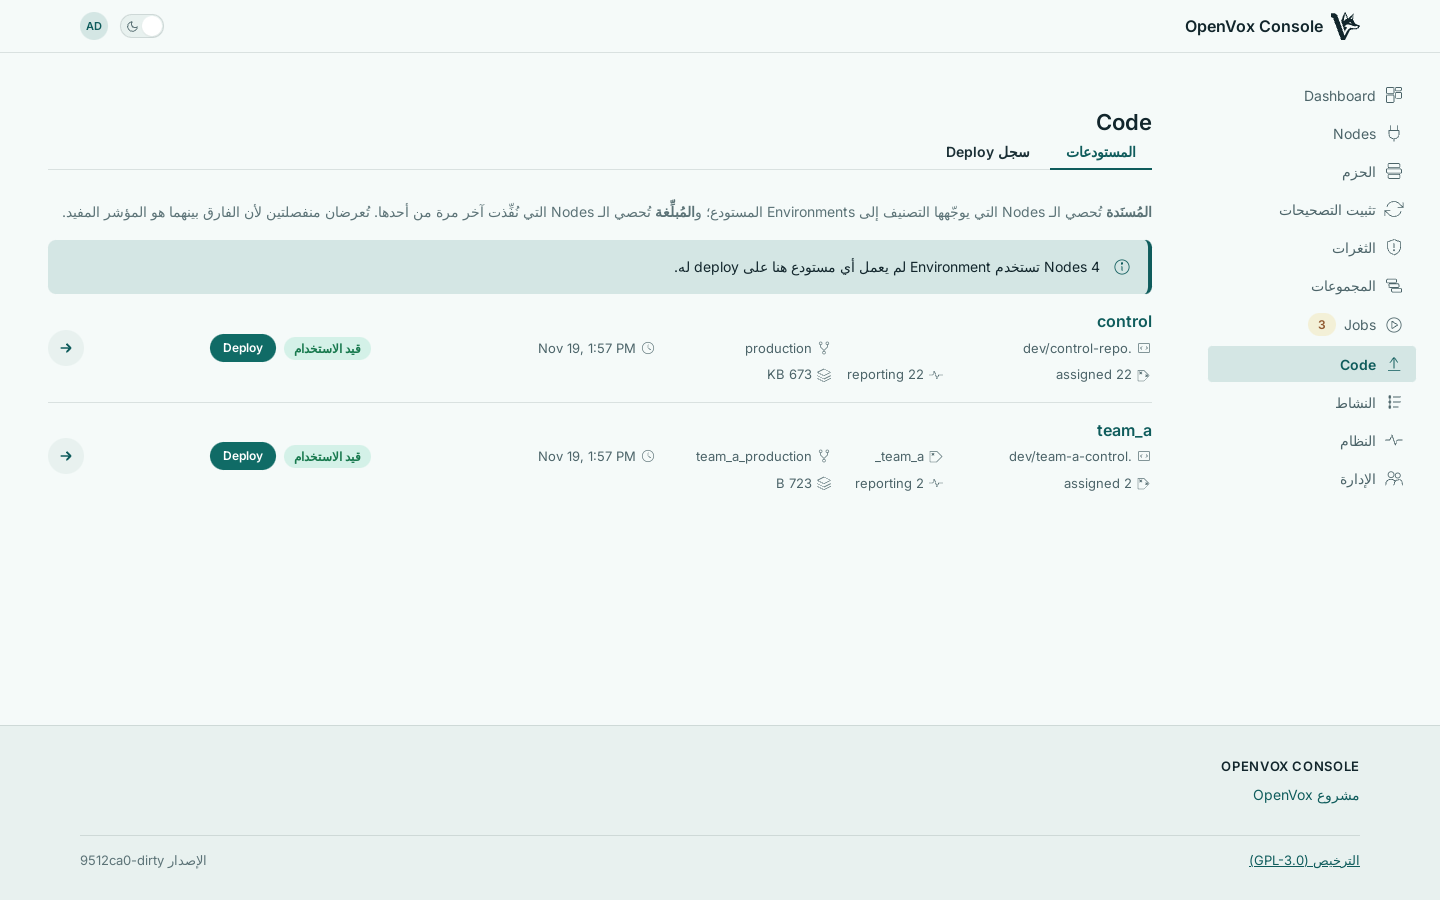 OpenVox Console
AD
Dashboard
Nodes
الحزم
تثبيت التصحيحات
الثغرات
المجموعات
Jobs 3
Code
النشاط
النظام
الإدارة
Code
المستودعات
سجل Deploy
المُسنَدة تُحصي الـ Nodes التي يوجّهها التصنيف إلى Environments المستودع؛ والمُبلِّغة تُحصي الـ Nodes التي نُفِّذت آخر مرة من أحدها. تُعرضان منفصلتين لأن الفارق بينهما هو المؤشر المفيد.
4 Nodes تستخدم Environment لم يعمل أي مستودع هنا على deploy له.
control
dev/control-repo.
production
Nov 19, 1:57 PM
قيد الاستخدام
Deploy
assigned 22
reporting 22
KB 673
team_a
dev/team-a-control.
_team_a
team_a_production
Nov 19, 1:57 PM
قيد الاستخدام
Deploy
assigned 2
reporting 2
B 723
OPENVOX CONSOLE
مشروع OpenVox
الترخيص (GPL-3.0)
الإصدار 9512ca0-dirty